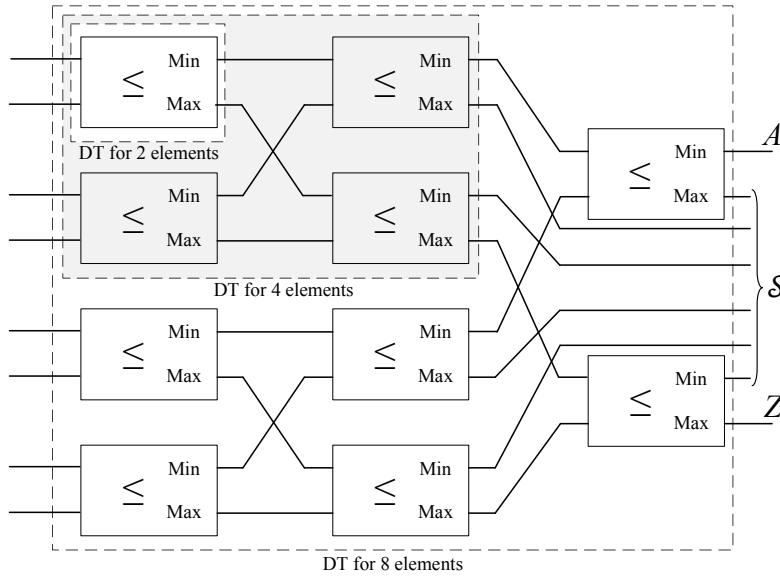 Min
≤
Max
Min
≤
Max
DT for 2 elements
Min
≤
Max
A
Min
≤
Max
Min
≤
Max
S
DT for 4 elements
Min
≤
Max
Min
≤
Max
Min
≤
Max
Z
Min
≤
Max
Min
≤
Max
DT for 8 elements